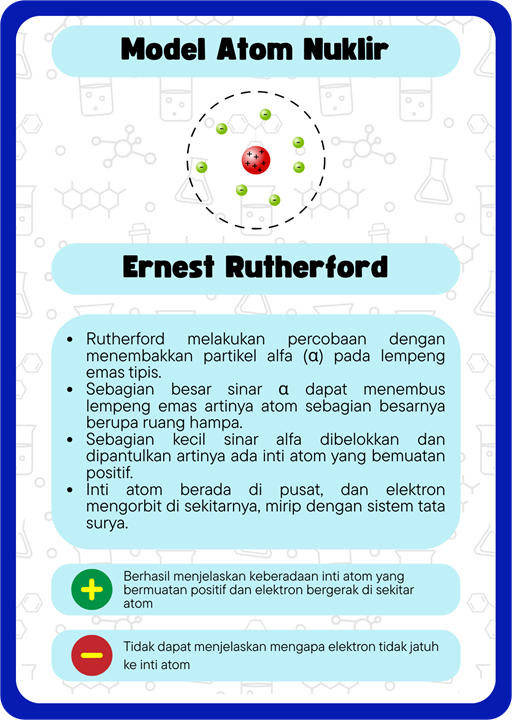 Model Atom Nuklir
Ernest Rutherford
• Rutherford melakukan percobaan dengan
menembakkan partikel alfa (α) pada lempeng
emas tipis.
• Sebagian besar sinar α dapat menembus
lempeng emas artinya atom sebagian besarnya
berupa ruang hampa.
• Sebagian kecil sinar alfa dibelokkan dan
dipantulkan artinya ada inti atom yang bemuatan
positif.
• Inti atom berada di pusat, dan elektron
mengorbit di sekitarnya, mirip dengan sistem tata
surya.
Berhasil menjelaskan keberadaan inti atom yang
bermuatan positif dan elektron bergerak di sekitar
atom
Tidak dapat menjelaskan mengapa elektron tidak jatuh
ke inti atom